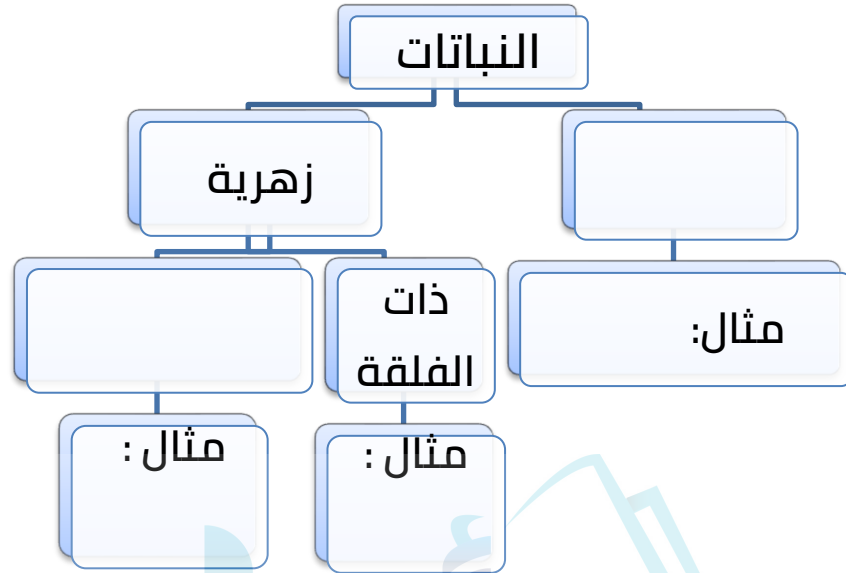 النباتات
زهرية
ذات
الفلقة
مثال:
مثال :
مثال :